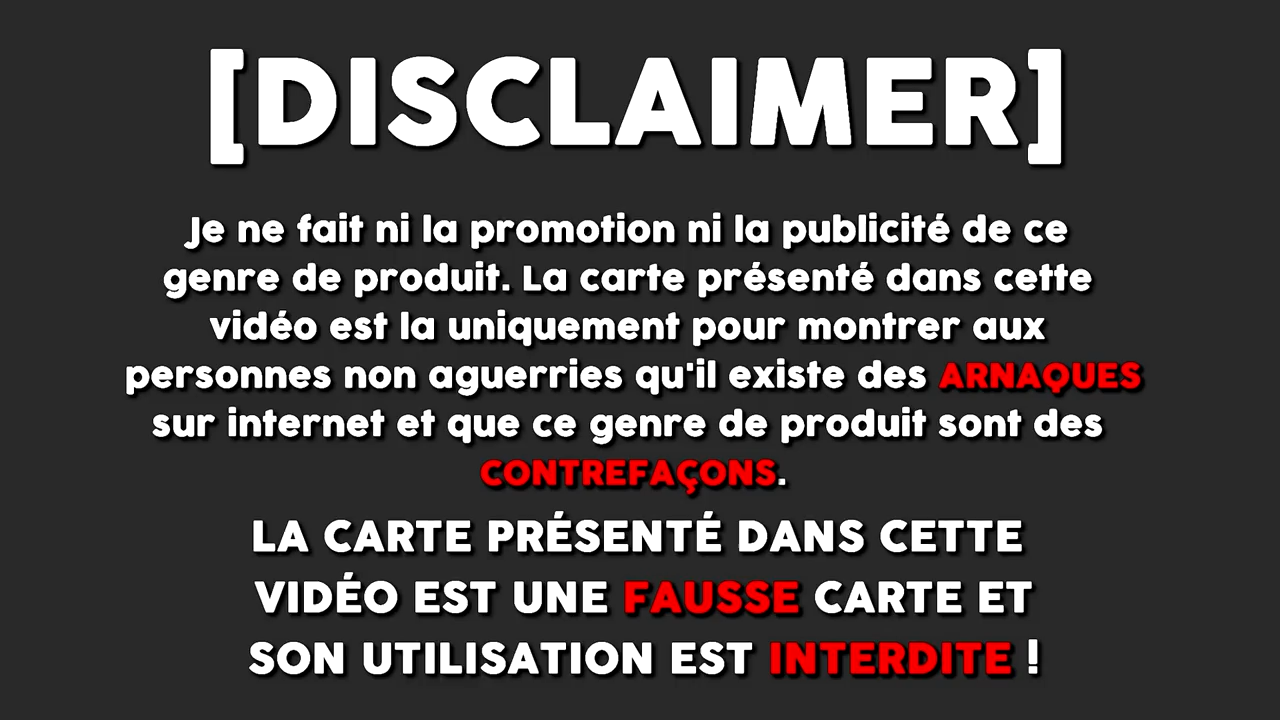 [DISCLAIMER]
Je ne fait ni la promotion ni la publicité de ce
genre de produit. La carte présenté dans cette
vidéo est la uniquement pour montrer aux
personnes non aguerries qu'il existe des ARNAQUES
sur internet et que ce genre de produit sont des
CONTREFAÇONS.
LA CARTE PRÉSENTÉ DANS CETTE
VIDÉO EST UNE FAUSSE CARTE ET
SON UTILISATION EST INTERDITE !